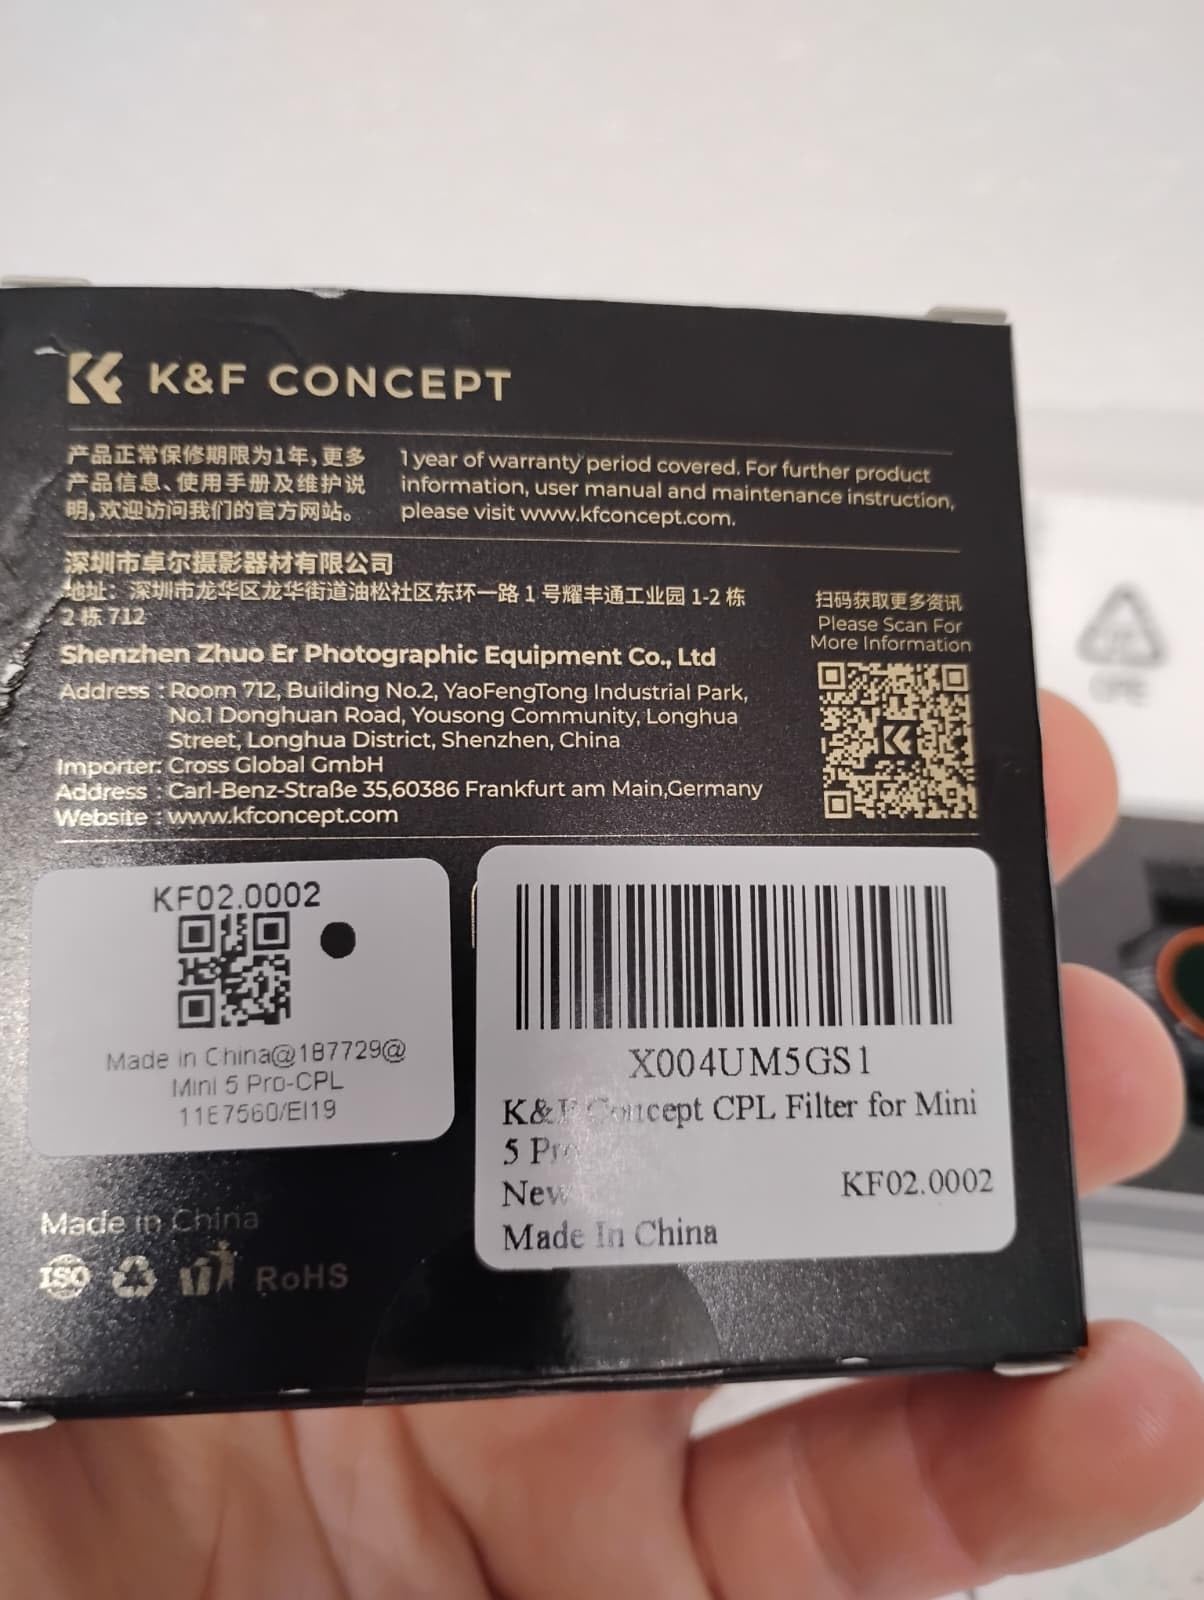 K&F CONCEPT
产品正常保修期限为1年,更多
产品信息、使用手册及维护说
明,欢迎访问我们的官方网站。
1 year of warranty period covered. For further product
information, user manual and maintenance instruction,
please visit www.kfconcept.com.
深圳市卓尔摄影器材有限公司
地址：深圳市龙华区龙华街道油松社区东环一路 1 号耀丰通工业园 1-2 栋
2 栋 712
Shenzhen Zhuo Er Photographic Equipment Co., Ltd
Address : Room 712, Building No.2, YaoFengTong Industrial Park,
No.1 Donghuan Road, Yousong Community, Longhua
Street, Longhua District, Shenzhen, China
Importer: Cross Global GmbH
Address : Carl-Benz-Straße 35,60386 Frankfurt am Main,Germany
Website : www.kfconcept.com
扫码获取更多资讯
Please Scan For
More Information
KF02.0002
Made in China@187729@
Mini 5 Pro-CPL
11E7560/EI19
X004UM5GS1
K&F Concept CPL Filter for Mini
5 Pro
New
KF02.0002
Made In China
Made in China
ISO
RoHS